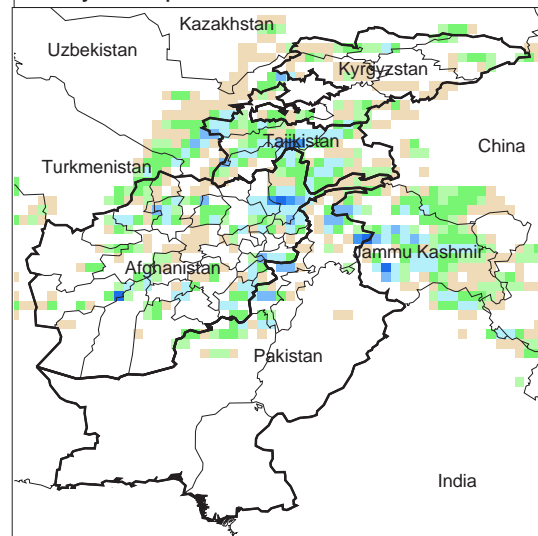 Kazakhstan
Uzbekistan
Kyrgyzstan
Tajikistan
China
Turkmenistan
Jammu Kashmir
Afghanistan
Pakistan
India